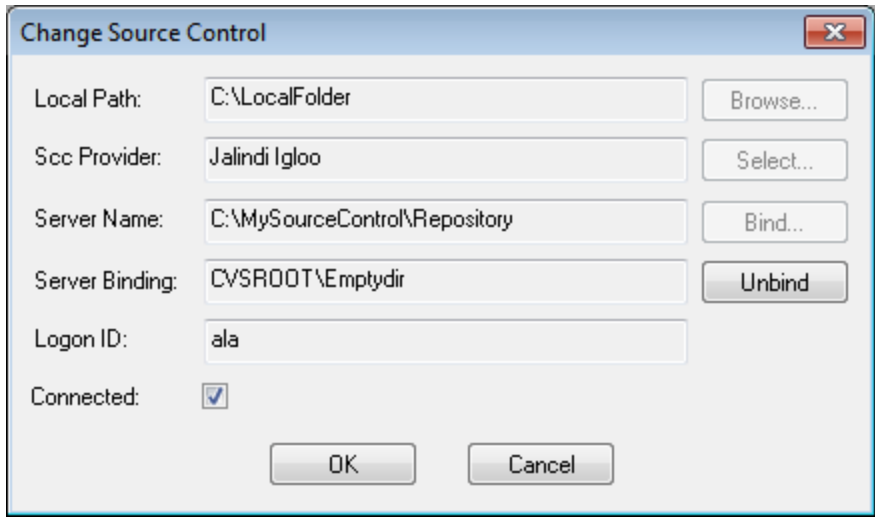 Change Source Control
Local Path: C:\LocalFolder Browse...
Scc Provider: Jalindi Igloo Select...
Server Name: C:\MySourceControl\Repository Bind...
Server Binding: CVSROOT\Emptydir Unbind
Logon ID: ala
Connected:
OK Cancel